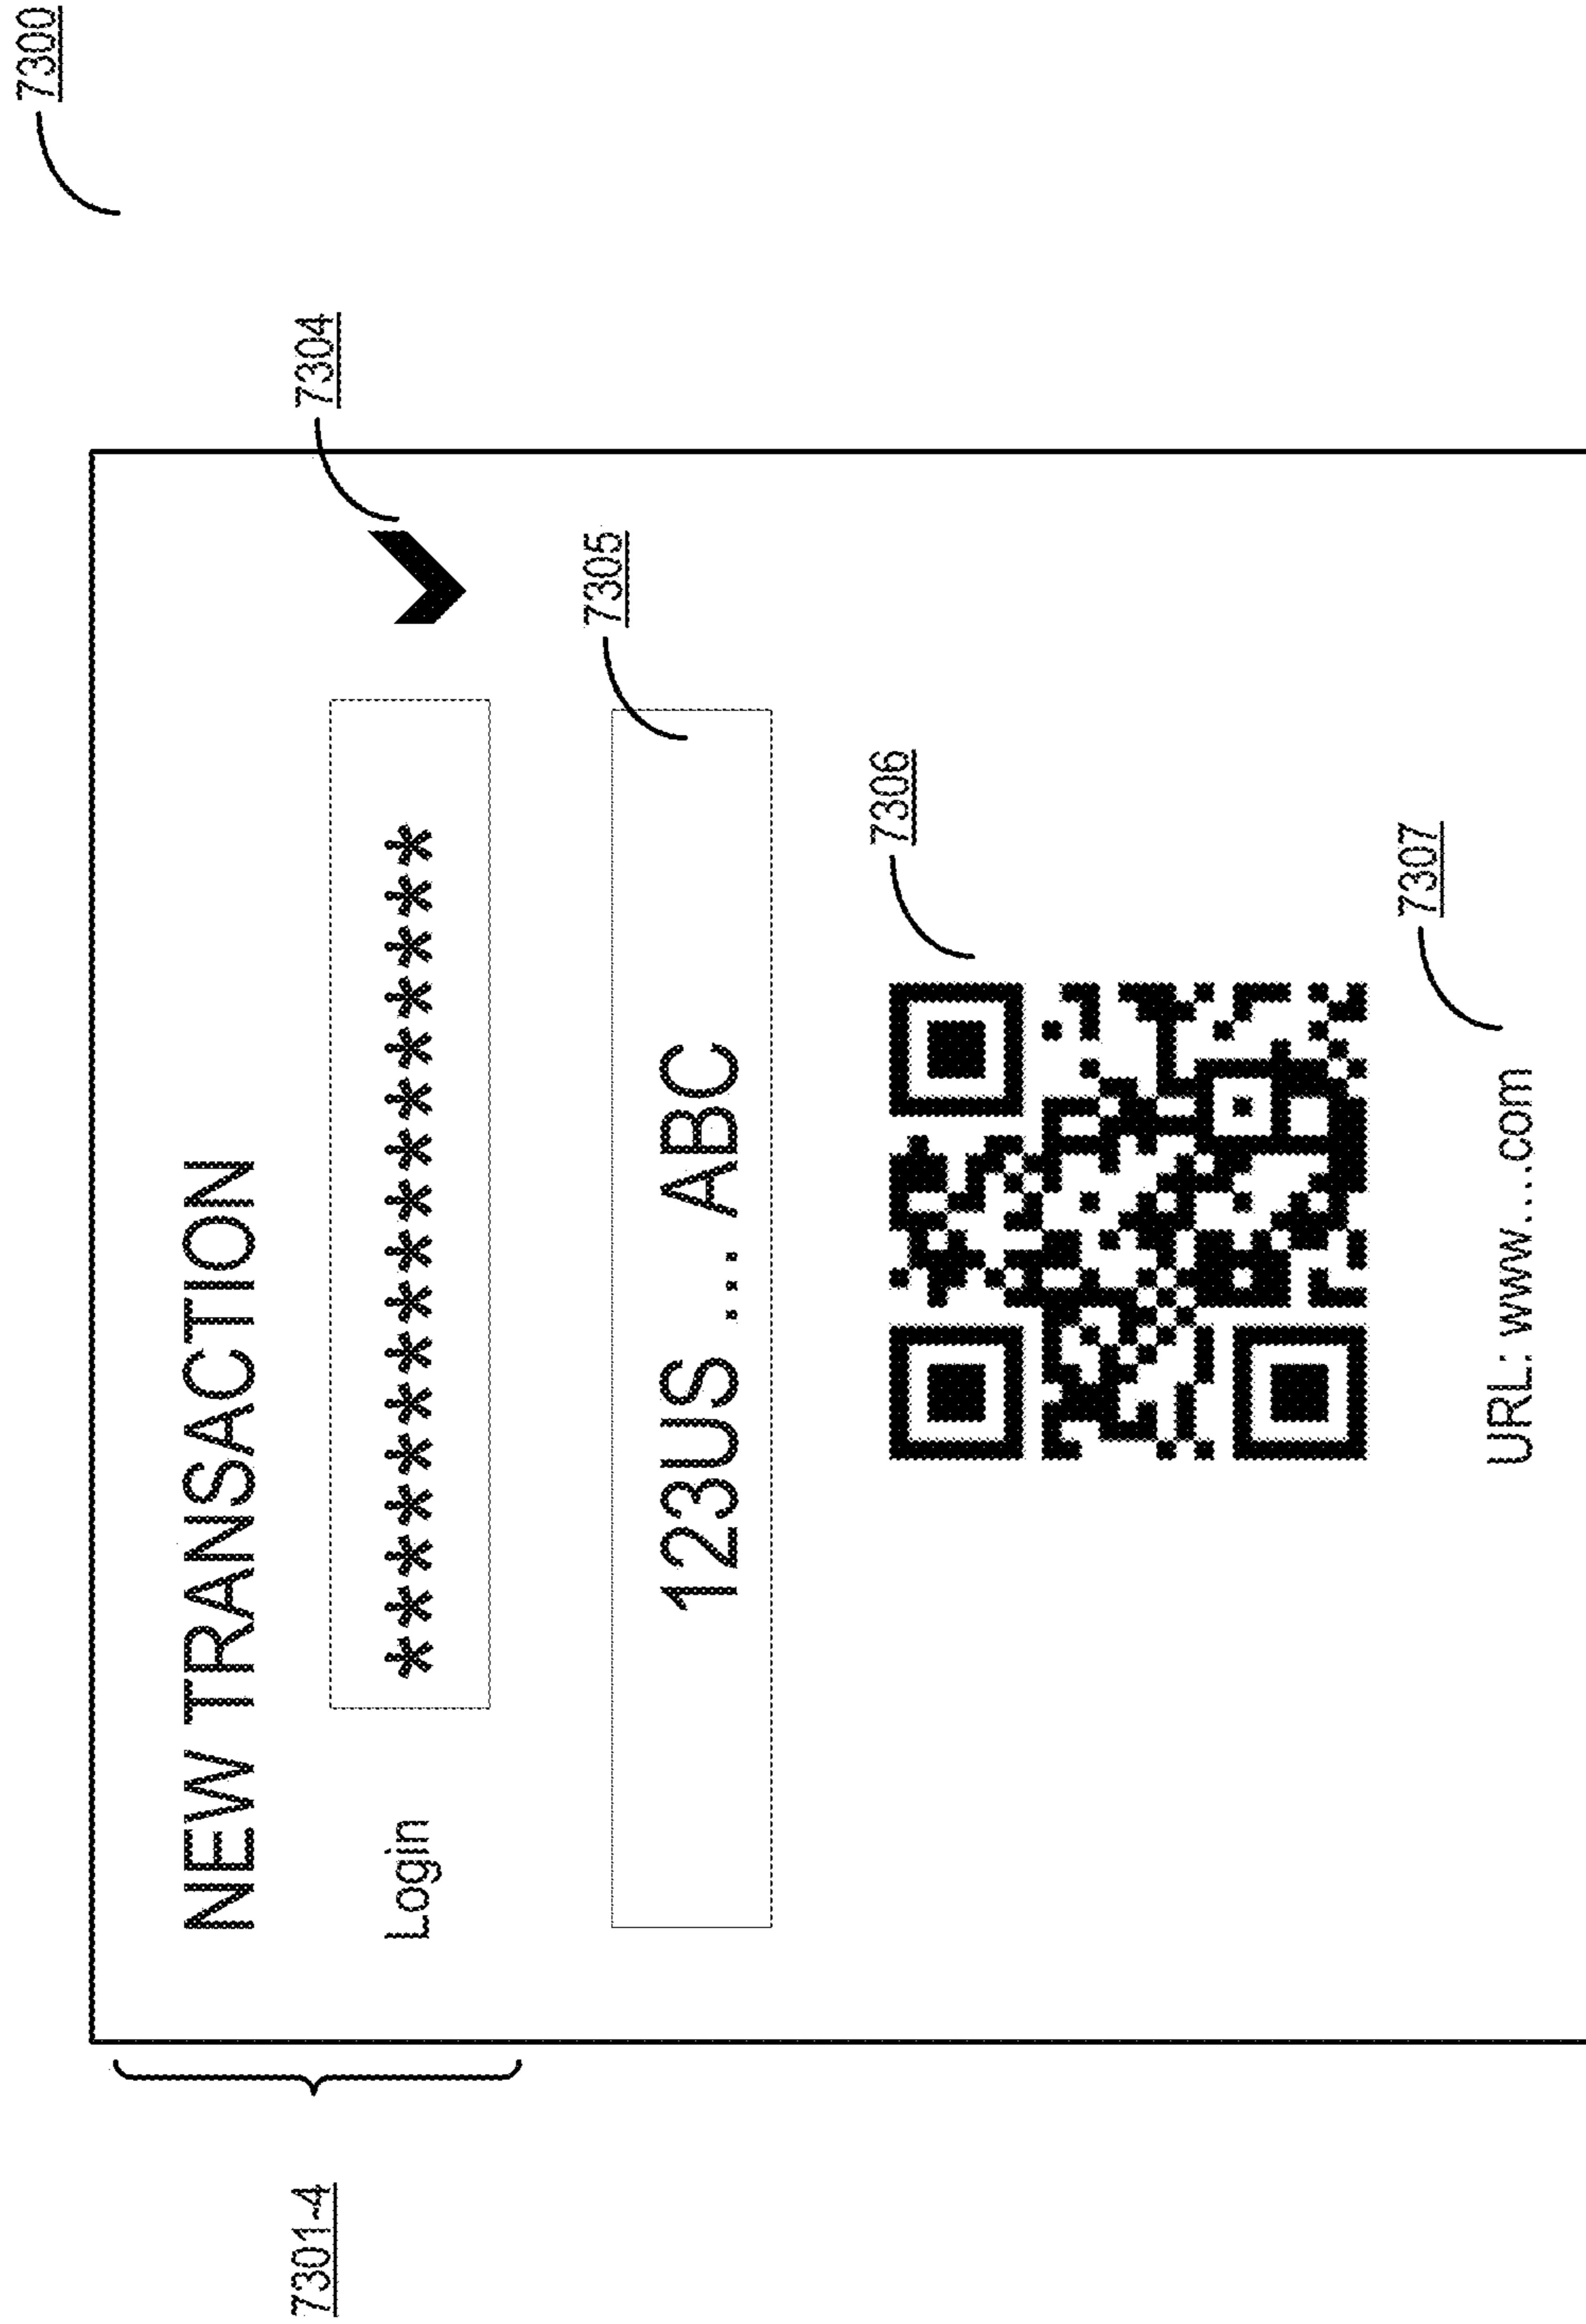 7300
7301-4
NEW TRANSACTION
7304
Login
*****************
7305
123US ... ABC
7306
7307
URL: www....com